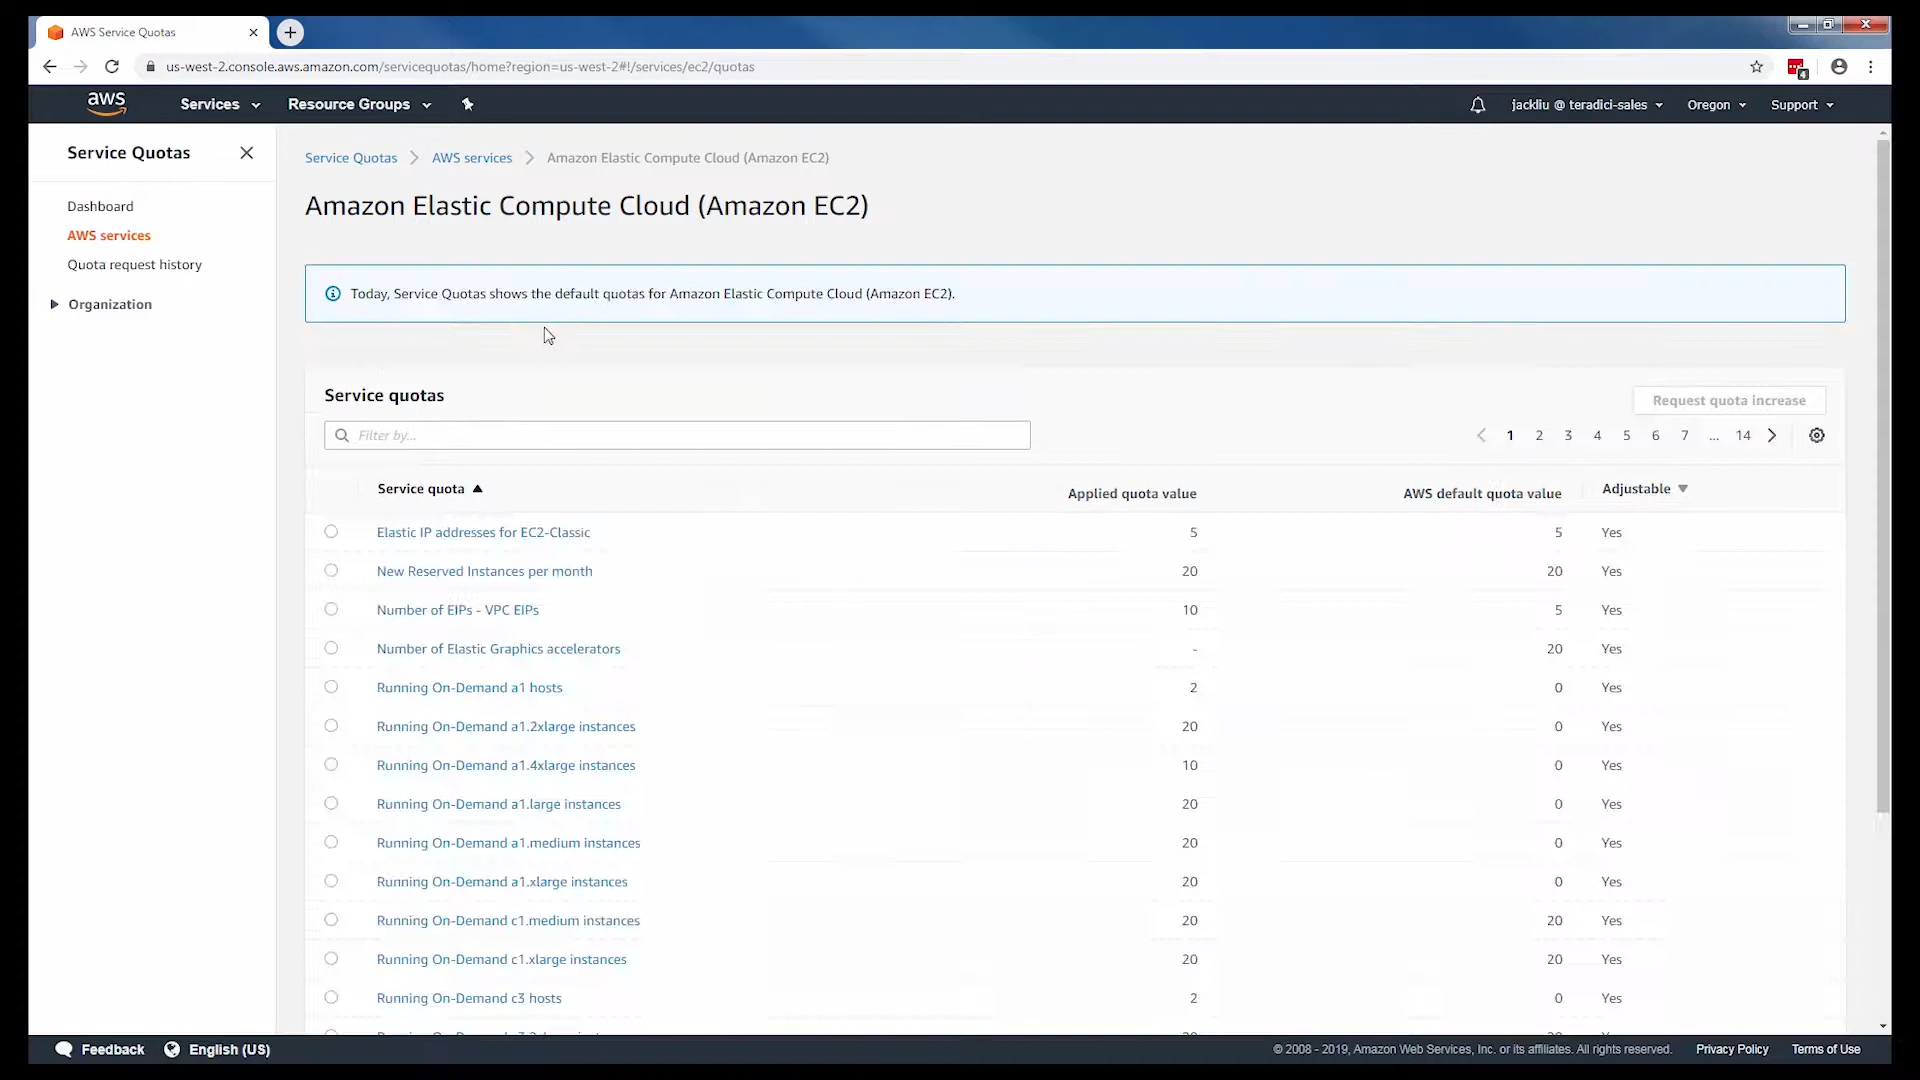 AWS Service Quotas
us-west-2.console.aws.amazon.com/servicequotas/home?region=us-west-2#!/services/ec2/quotas
4
aws
Services
Resource Groups
jackliu @ teradici-sales
Oregon
Support
Service Quotas
Dashboard
AWS services
Quota request history
Organization
Service Quotas
AWS services
Amazon Elastic Compute Cloud (Amazon EC2)
Amazon Elastic Compute Cloud (Amazon EC2)
Today, Service Quotas shows the default quotas for Amazon Elastic Compute Cloud (Amazon EC2).
Service quotas
Request quota increase
Filter by...
1 2 3 4 5 6 7 ... 14
Service quota Applied quota value AWS default quota value Adjustable
Elastic IP addresses for EC2-Classic 5 5 Yes
New Reserved Instances per month 20 20 Yes
Number of EIPs - VPC EIPs 10 5 Yes
Number of Elastic Graphics accelerators - 20 Yes
Running On-Demand a1 hosts 2 0 Yes
Running On-Demand a1.2xlarge instances 20 0 Yes
Running On-Demand a1.4xlarge instances 10 0 Yes
Running On-Demand a1.large instances 20 0 Yes
Running On-Demand a1.medium instances 20 0 Yes
Running On-Demand a1.xlarge instances 20 0 Yes
Running On-Demand c1.medium instances 20 20 Yes
Running On-Demand c1.xlarge instances 20 20 Yes
Running On-Demand c3 hosts 2 0 Yes
Feedback
English (US)
© 2008 - 2019, Amazon Web Services, Inc. or its affiliates. All rights reserved.
Privacy Policy
Terms of Use